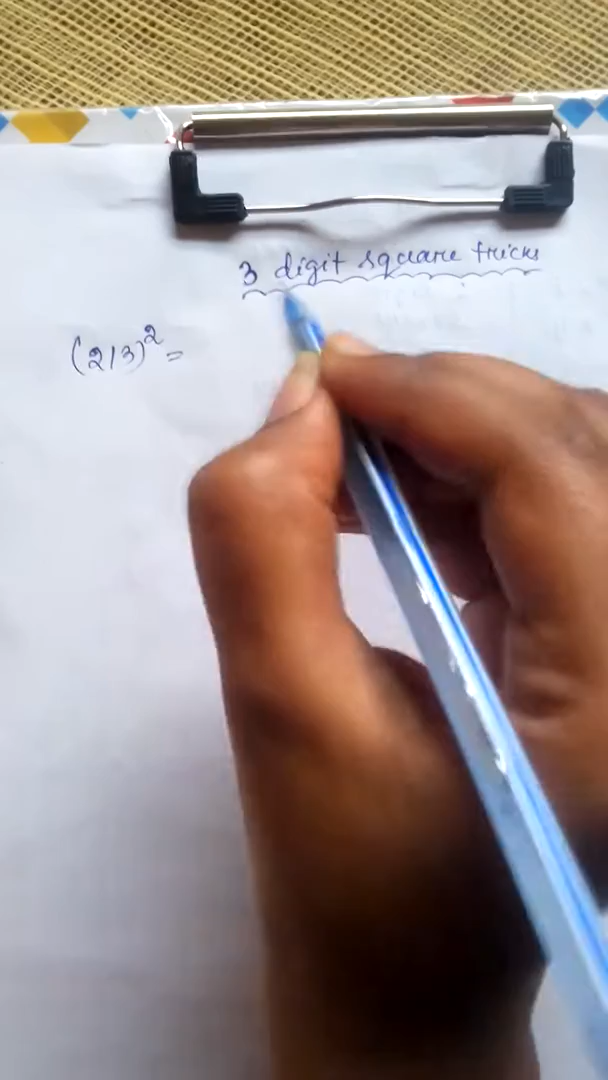 3 digit square tricks
(213)² =